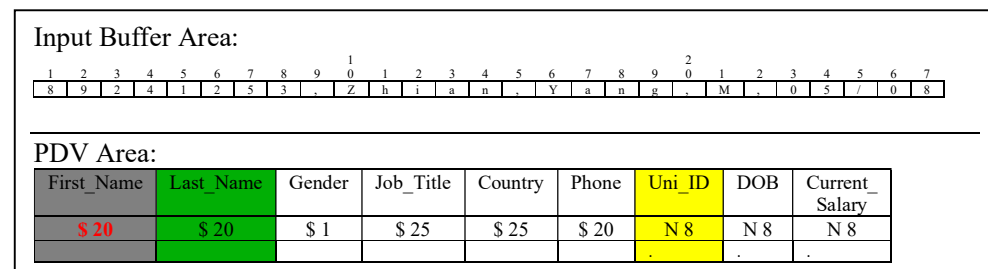 Input Buffer Area:
1 2
1 2 3 4 5 6 7 8 9 0 1 2 3 4 5 6 7 8 9 0 1 2 3 4 5 6 7
8 9 2 4 1 2 5 3 , Z h i a n , Y a n g , M , 0 5 / 0 8
PDV Area:
First_Name Last_Name Gender Job_Title Country Phone Uni_ID DOB Current_
Salary
$ 20 $ 20 $ 1 $ 25 $ 25 $ 20 N 8 N 8 N 8
. . .